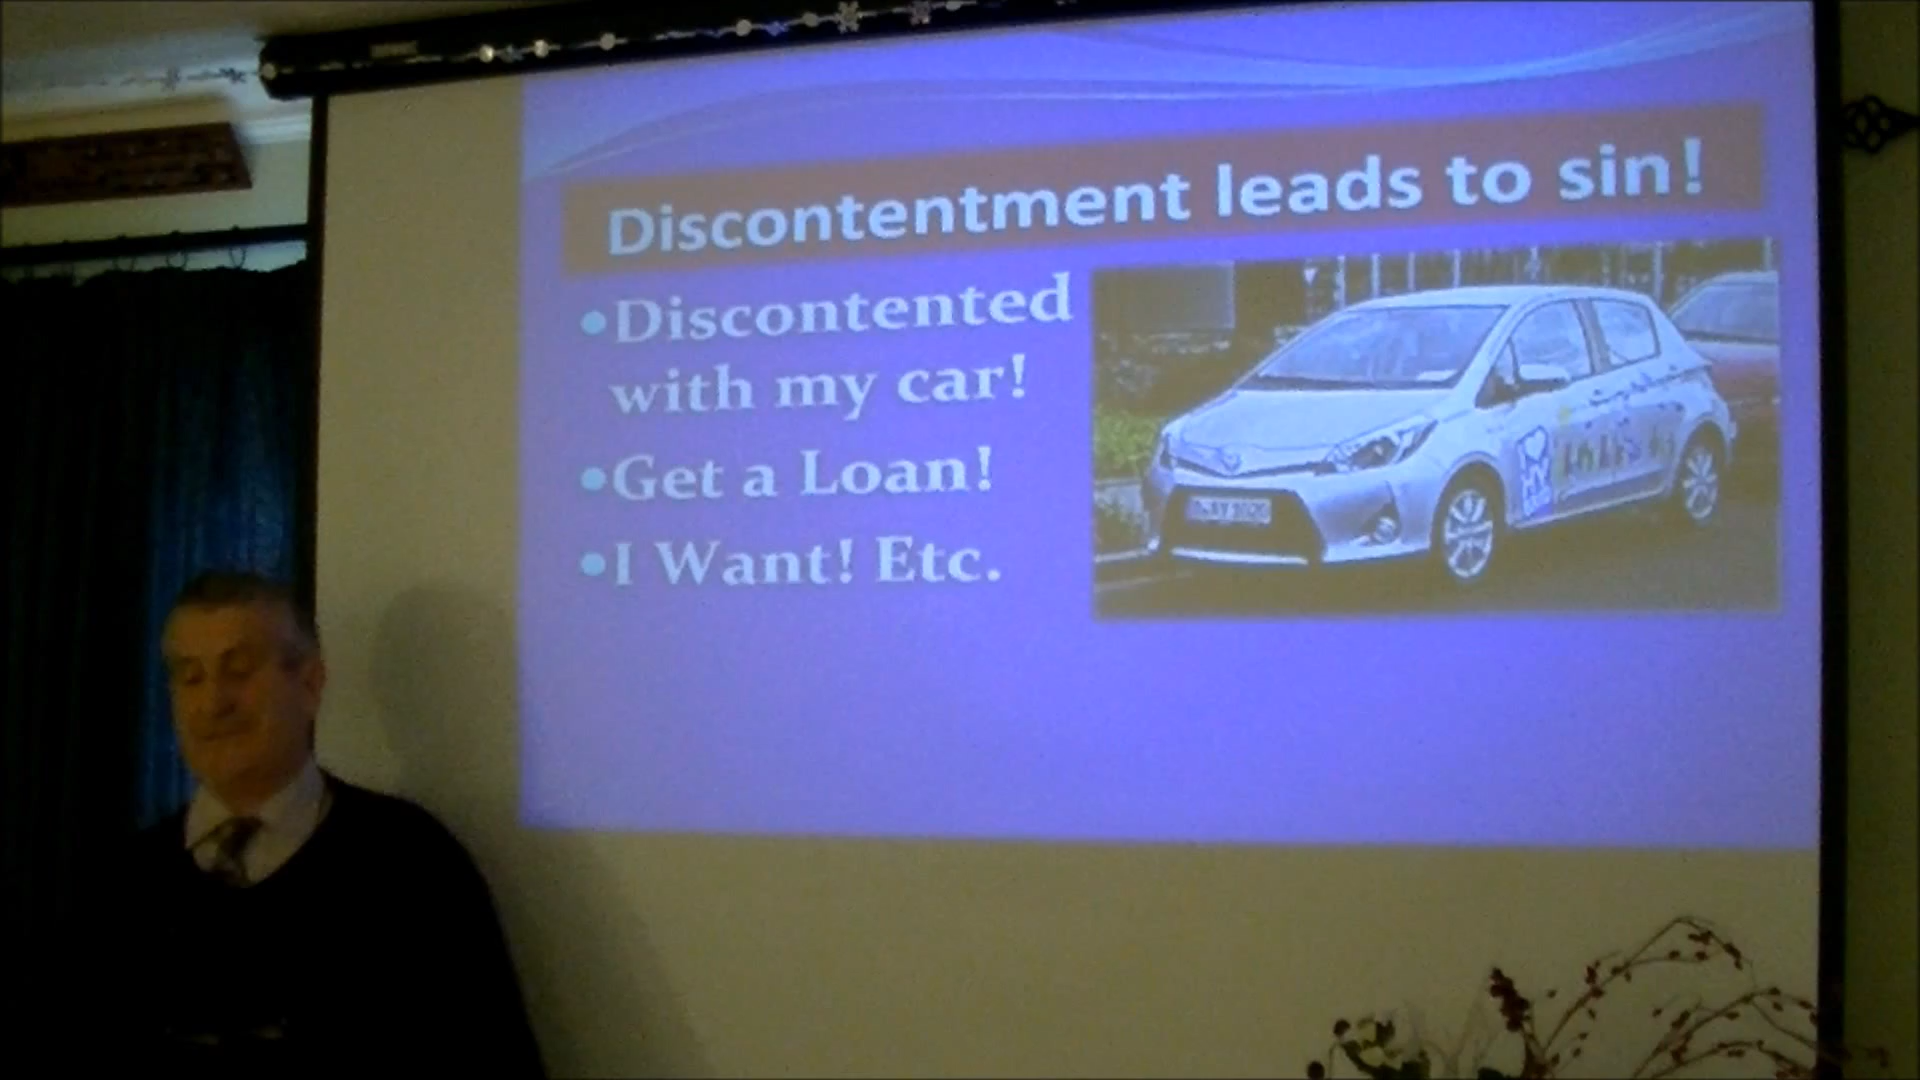 Discontentment leads to sin!
•Discontented
with my car!
•Get a Loan!
•I Want! Etc.